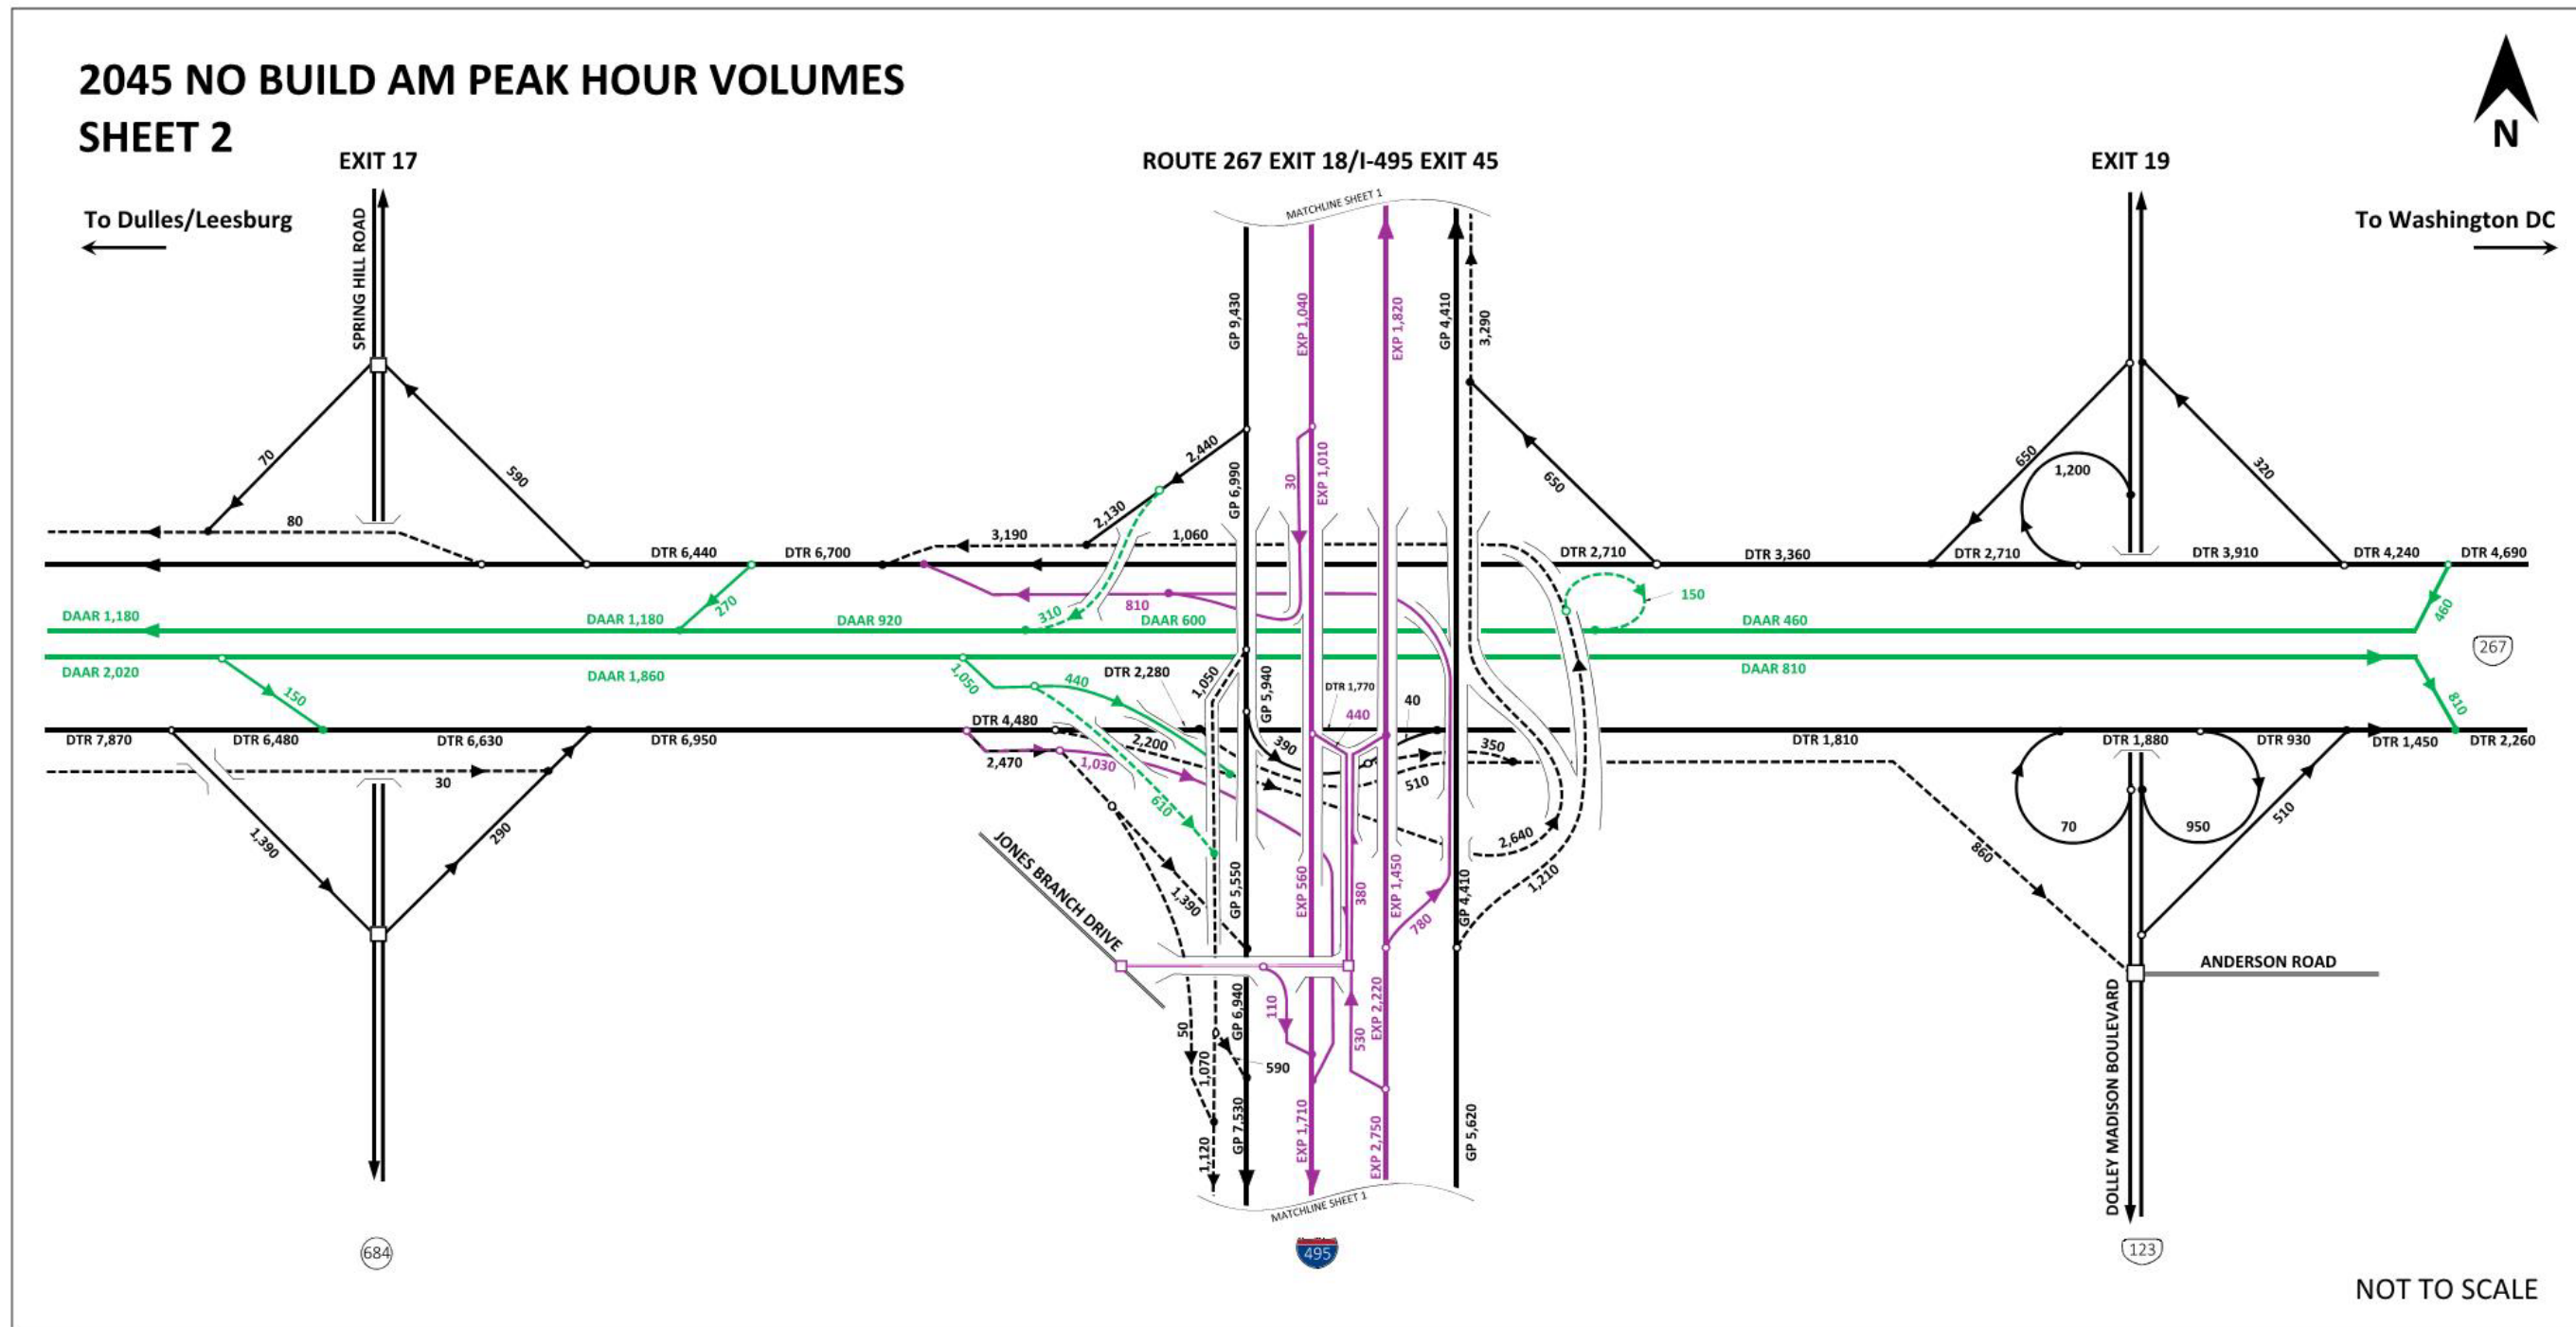 2045 NO BUILD AM PEAK HOUR VOLUMES
SHEET 2
N
EXIT 17
ROUTE 267 EXIT 18/I-495 EXIT 45
EXIT 19
To Dulles/Leesburg
To Washington DC
MATCHLINE SHEET 1
SPRING HILL ROAD
GP 9,430
EXP 1,040
EXP 1,820
GP 4,410
3,290
70
590
2,440
GP 6,990
30
EXP 1,010
650
650
1,200
320
80
2,130
3,190
1,060
DTR 6,440
DTR 6,700
DTR 2,710
DTR 3,360
DTR 2,710
DTR 3,910
DTR 4,240
DTR 4,690
270
310
810
150
460
DAAR 1,180
DAAR 1,180
DAAR 920
DAAR 600
DAAR 460
267
DAAR 2,020
DAAR 1,860
DAAR 810
150
1,050
440
DTR 2,280
1,050
GP 5,940
DTR 1,770
440
40
810
DTR 4,480
DTR 7,870
DTR 6,480
DTR 6,630
DTR 6,950
2,200
390
350
DTR 1,810
DTR 1,880
DTR 930
DTR 1,450
DTR 2,260
2,470
1,030
510
30
610
1,390
290
2,640
1,210
860
70
950
510
JONES BRANCH DRIVE
1,390
GP 5,550
EXP 560
380
EXP 1,450
780
GP 4,410
ANDERSON ROAD
50
1,070
GP 6,940
110
530
EXP 2,220
590
DOLLEY MADISON BOULEVARD
1,120
GP 7,530
EXP 1,710
EXP 2,750
GP 5,620
MATCHLINE SHEET 1
684
495
123
NOT TO SCALE